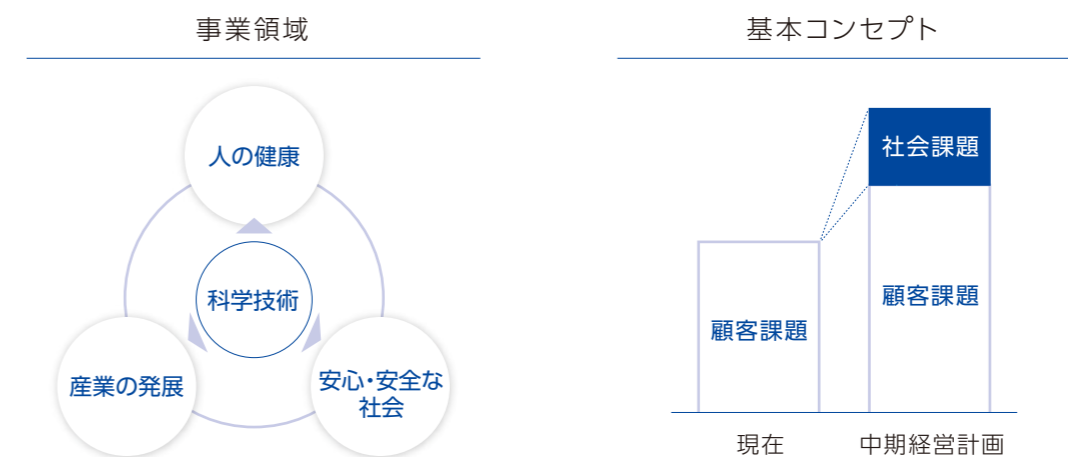 事業領域
人の健康
科学技術
産業の発展
安心・安全な
社会
基本コンセプト
社会課題
顧客課題
顧客課題
現在
中期経営計画